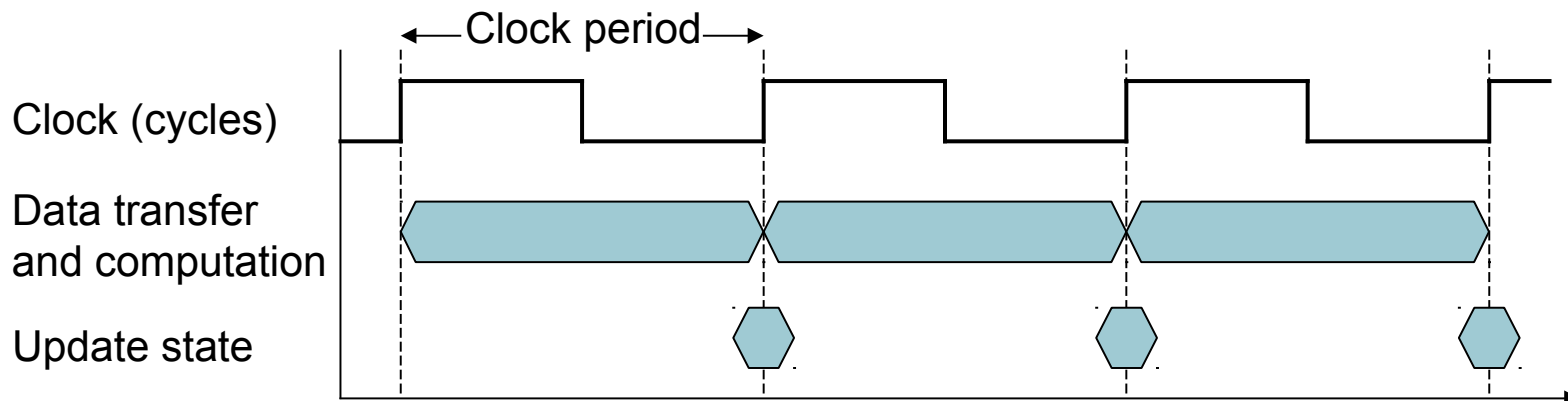 Clock period
Clock (cycles)
Data transfer
and computation
Update state